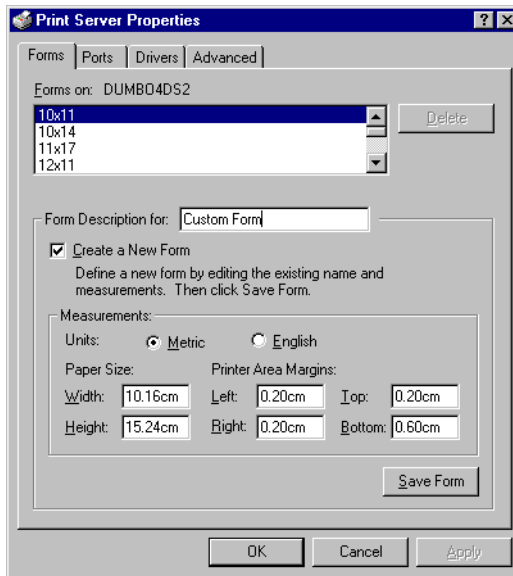 Print Server Properties
Forms Ports Drivers Advanced
Forms on: DUMBO4DS2
10x11
10x14
11x17
12x11
Delete
Form Description for: Custom Form
Create a New Form
Define a new form by editing the existing name and
measurements. Then click Save Form.
Measurements:
Units: Metric English
Paper Size: Printer Area Margins:
Width: 10.16cm Left: 0.20cm Top: 0.20cm
Height: 15.24cm Right: 0.20cm Bottom: 0.60cm
Save Form
OK Cancel Apply